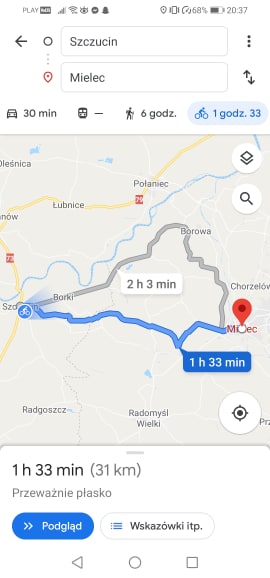 PLAY
68% 20:37
Szczucin
Mielec
30 min
—
6 godz.
1 godz. 33
Oleśnica
Połaniec
79
Łubnice
Borowa
73
2 h 3 min
Chorzelów
Borki
Mielec
1 h 33 min
Radgoszcz
Radomyśl
Wielki
1 h 33 min (31 km)
Przeważnie płasko
Podgląd
Wskazówki itp.